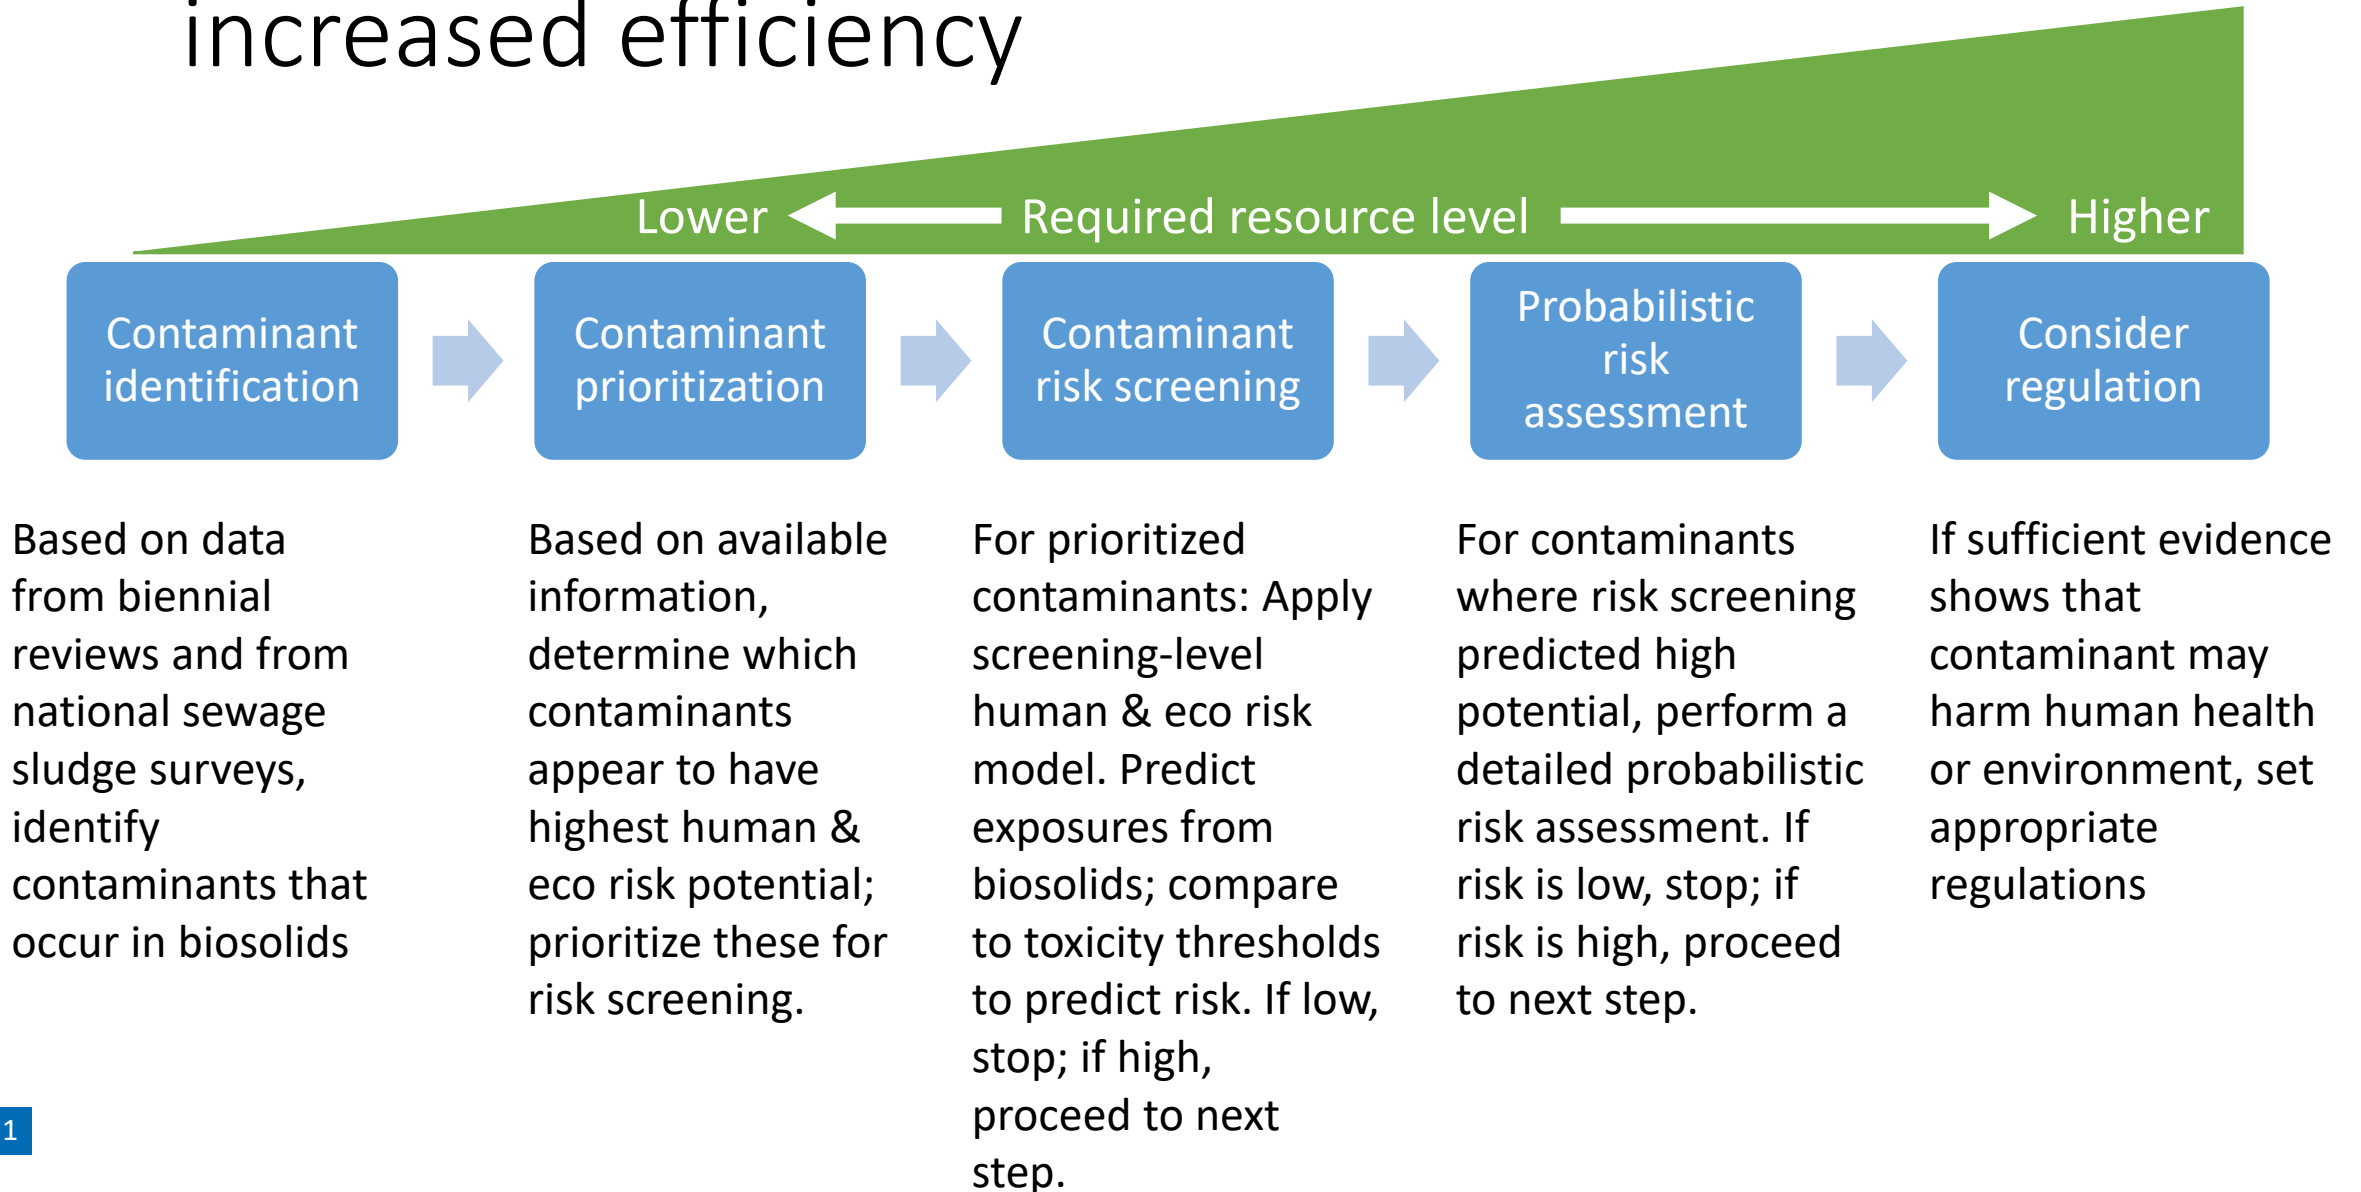 increased efficiency
Lower
Required resource level
Higher
Contaminant
identification
Contaminant
prioritization
Contaminant
risk screening
Probabilistic
risk
assessment
Consider
regulation
Based on data
from biennial
reviews and from
national sewage
sludge surveys,
identify
contaminants that
occur in biosolids
Based on available
information,
determine which
contaminants
appear to have
highest human &
eco risk potential;
prioritize these for
risk screening.
For prioritized
contaminants: Apply
screening-level
human & eco risk
model. Predict
exposures from
biosolids; compare
to toxicity thresholds
to predict risk. If low,
stop; if high,
proceed to next
step.
For contaminants
where risk screening
predicted high
potential, perform a
detailed probabilistic
risk assessment. If
risk is low, stop; if
risk is high, proceed
to next step.
If sufficient evidence
shows that
contaminant may
harm human health
or environment, set
appropriate
regulations
1